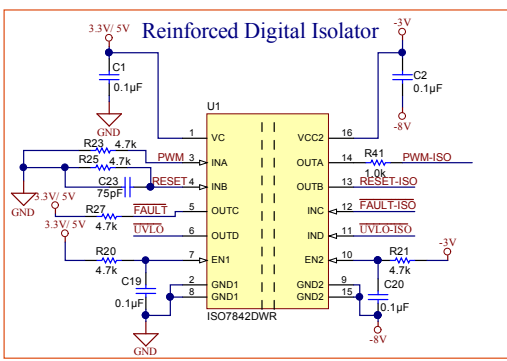 Reinforced Digital Isolator
3.3V/ 5V
-3V
C1
0.1µF
GND
C2
0.1µF
-8V
U1
1 VC VCC2 16
R23 4.7k
PWM 3 INA OUTA 14 R41 1.0k PWM-ISO
R25 4.7k
C23 75pF
RESET 4 INB OUTB 13 RESET-ISO
GND
3.3V/ 5V
R27 4.7k
FAULT 5 OUTC INC 12 FAULT-ISO
UVLO 6 OUTD IND 11 UVLO-ISO
3.3V/ 5V
R20 4.7k
7 EN1 EN2 10 R21 4.7k
-3V
C19 0.1µF
2 GND1 GND2 9
8 GND1 GND2 15
C20 0.1µF
ISO7842DWR
GND
-8V